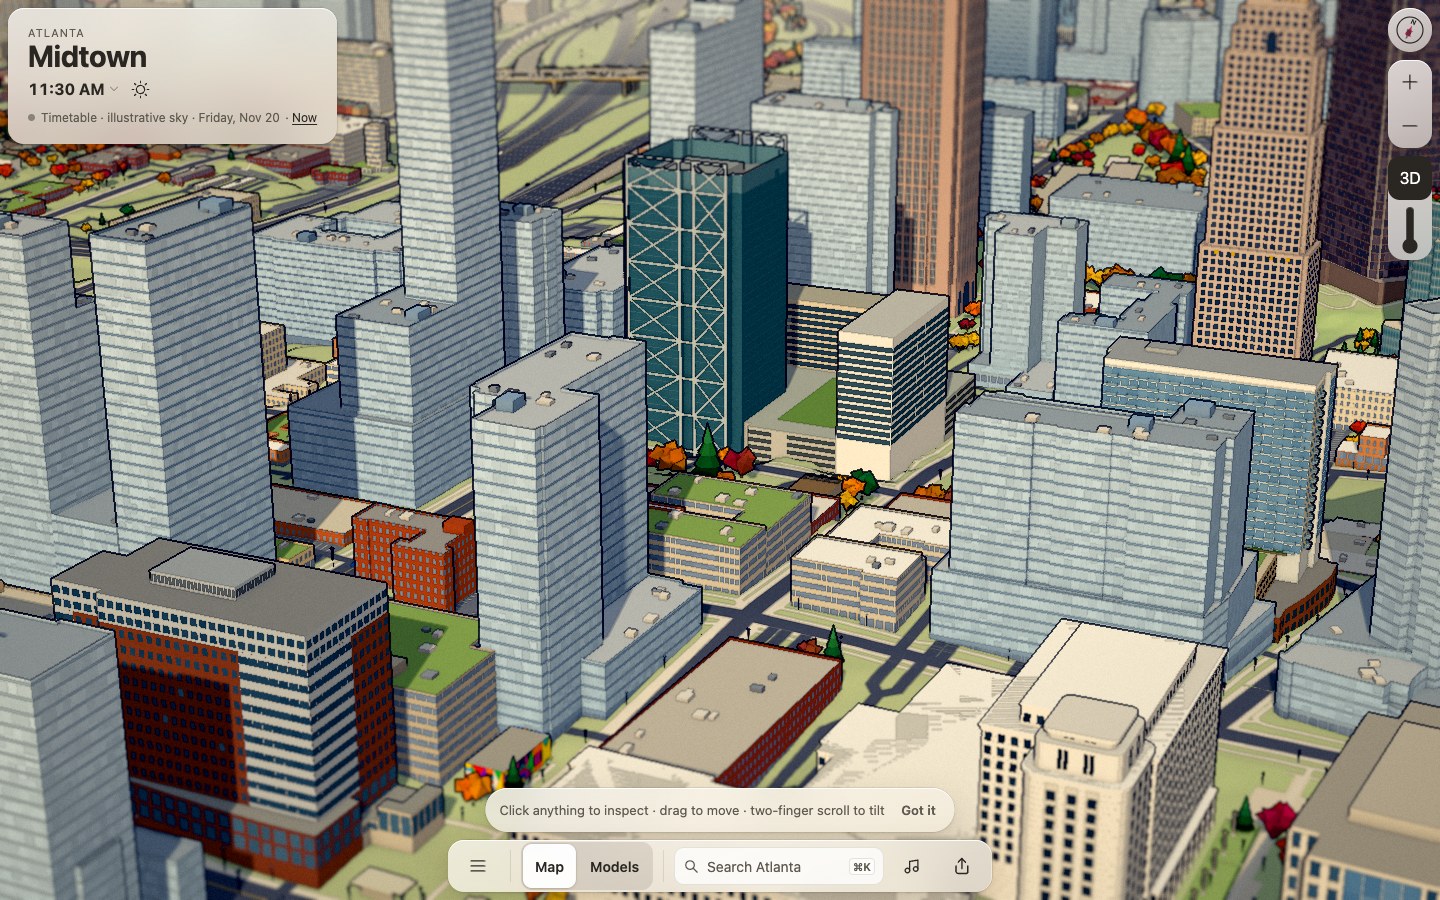 ATLANTA
Midtown
11:30 AM
Timetable · illustrative sky · Friday, Nov 20 · Now
N
+
−
3D
Click anything to inspect · drag to move · two-finger scroll to tilt Got it
Map Models Search Atlanta ⌘K